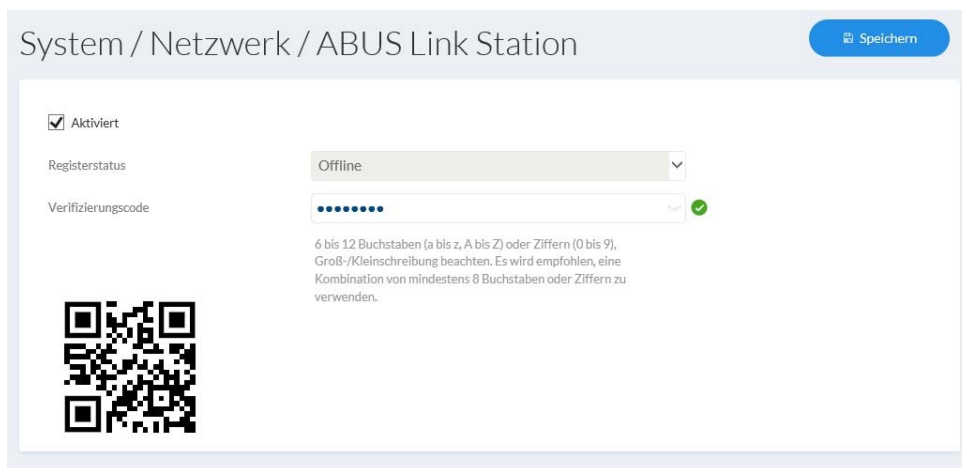 System / Netzwerk / ABUS Link Station
Speichern
Aktiviert
Registerstatus
Offline
Verifizierungscode
••••••••
6 bis 12 Buchstaben (a bis z, A bis Z) oder Ziffern (0 bis 9),
Groß-/Kleinschreibung beachten. Es wird empfohlen, eine
Kombination von mindestens 8 Buchstaben oder Ziffern zu
verwenden.